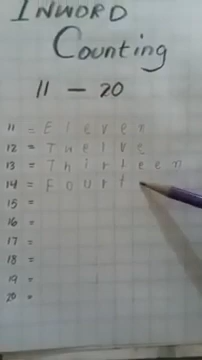 INWORD
Counting
11 - 20
11 = Eleven
12 = Twelve
13 = Thirteen
14 = Fourt
15 =
16 =
17 =
18 =
19 =
20 =